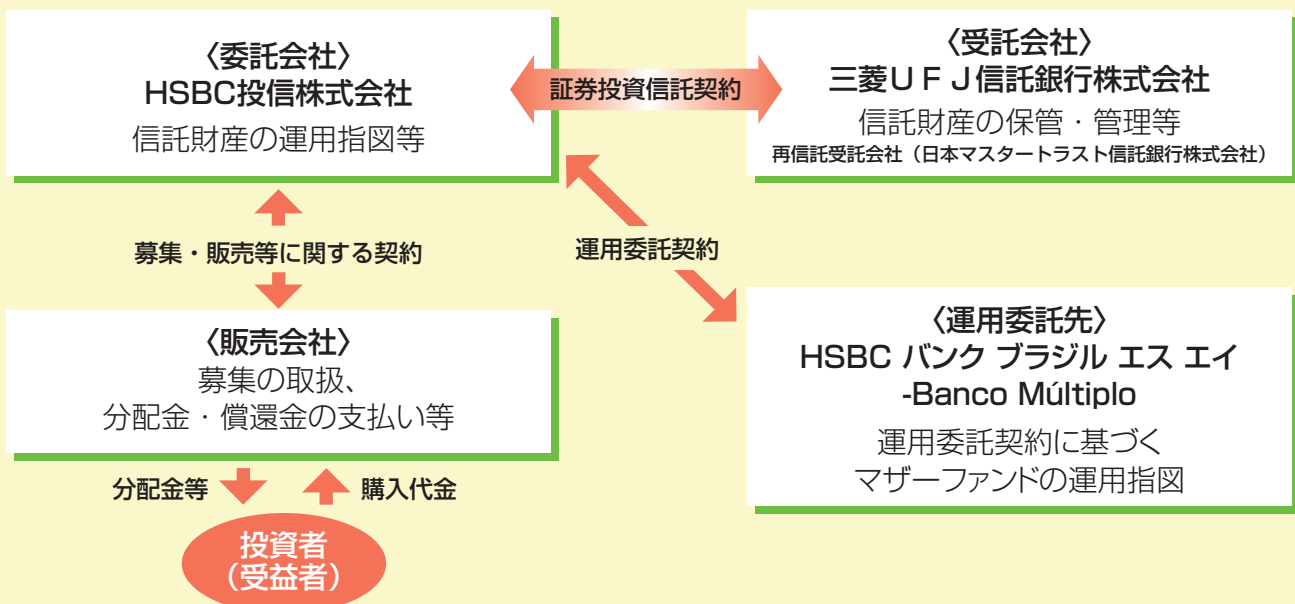 〈委託会社〉
HSBC投信株式会社
信託財産の運用指図等
証券投資信託契約
〈受託会社〉
三菱UFJ信託銀行株式会社
信託財産の保管・管理等
再信託受託会社（日本マスタートラスト信託銀行株式会社）
募集・販売等に関する契約
運用委託契約
〈販売会社〉
募集の取扱、
分配金・償還金の支払い等
〈運用委託先〉
HSBC バンク ブラジル エス エイ
-Banco Múltiplo
運用委託契約に基づく
マザーファンドの運用指図
分配金等
購入代金
投資者
（受益者）